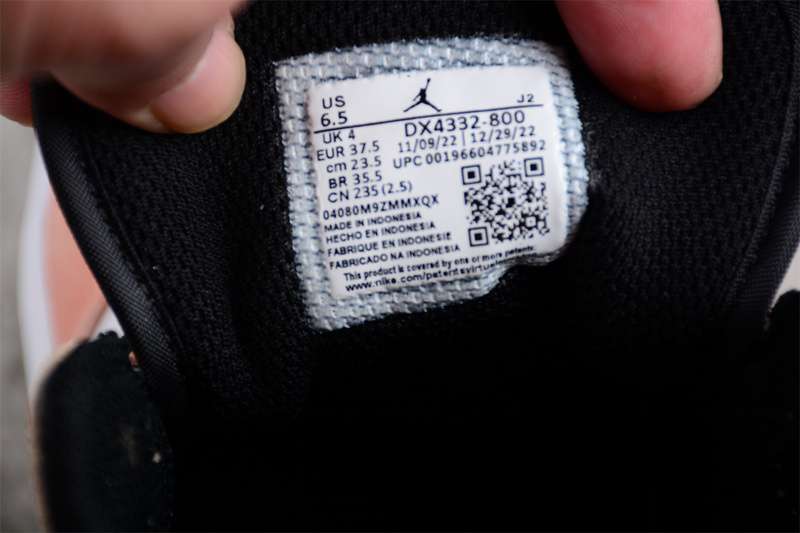 US
6.5
J2
UK 4
DX4332-800
EUR 37.5
11/09/22 | 12/29/22
cm 23.5
UPC 00196604775892
BR 35.5
CN 235 (2.5)
04080M9ZMMXQX
MADE IN INDONESIA
HECHO EN INDONESIA
FABRIQUE EN INDONESIE
FABRICADO NA INDONESIA
This product is covered by one or more patents.
www.nike.com/patentsvirtual